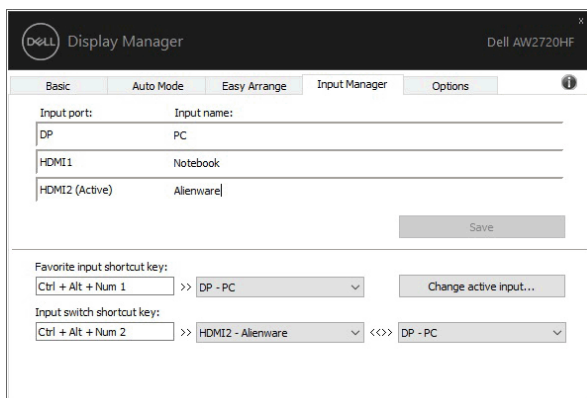 x
DELL Display Manager Dell AW2720HF
Basic Auto Mode Easy Arrange Input Manager Options i
Input port: Input name:
DP PC
HDMI1 Notebook
HDMI2 (Active) Alienware
Save
Favorite input shortcut key:
Ctrl + Alt + Num 1 >> DP - PC Change active input...
Input switch shortcut key:
Ctrl + Alt + Num 2 >> HDMI2 - Alienware <<>> DP - PC